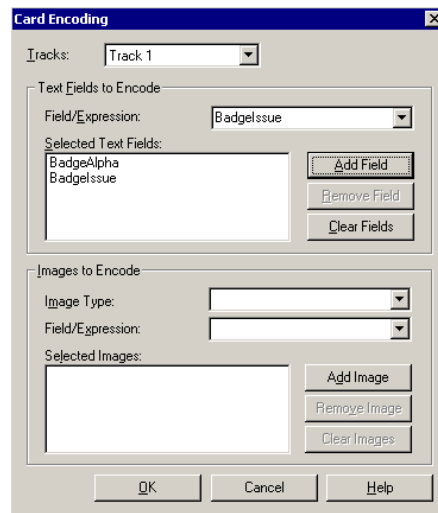 Card Encoding
Tracks: Track 1
Text Fields to Encode
Field/Expression: BadgeIssue
Selected Text Fields:
BadgeAlpha
BadgeIssue
Add Field
Remove Field
Clear Fields
Images to Encode
Image Type:
Field/Expression:
Selected Images:
Add Image
Remove Image
Clear Images
OK Cancel Help